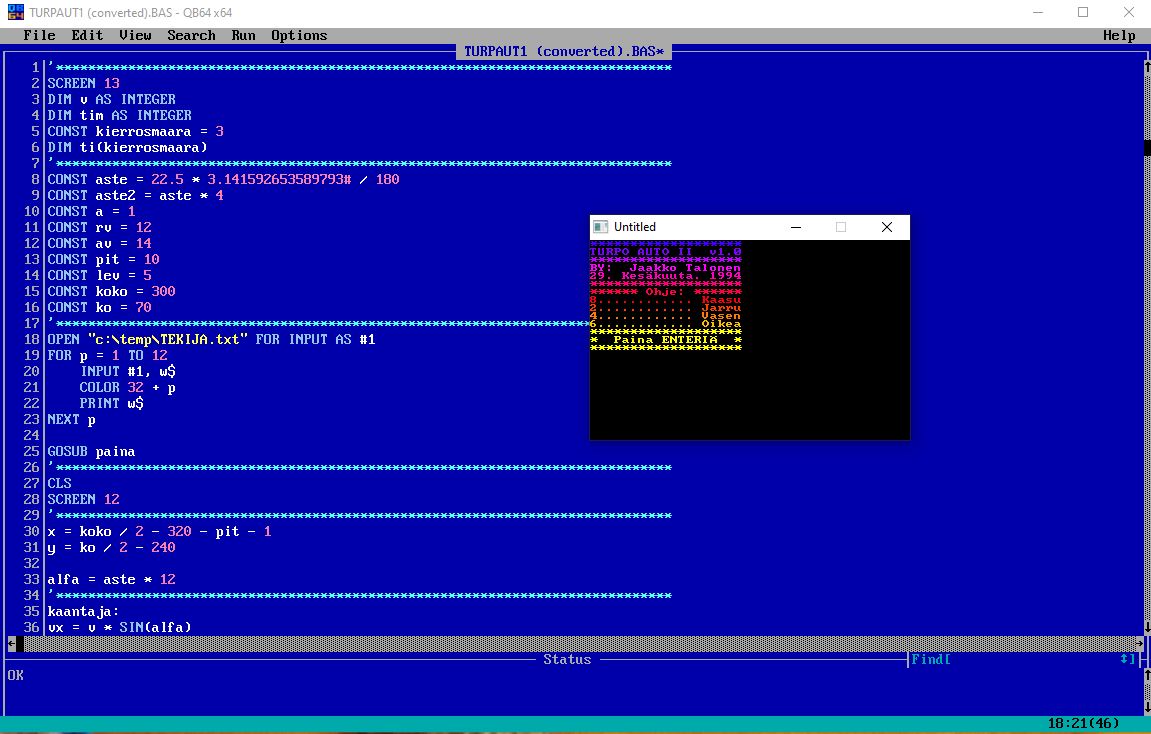 TURPAUT1 (converted).BAS - QB64 x64
File Edit View Search Run Options Help
TURPAUT1 (converted).BAS*
1 '*****************************************************************************
2 SCREEN 13
3 DIM v AS INTEGER
4 DIM tim AS INTEGER
5 CONST kierrosmaara = 3
6 DIM ti(kierrosmaara)
7 '*****************************************************************************
8 CONST aste = 22.5 * 3.141592653589793# / 180
9 CONST aste2 = aste * 4
10 CONST a = 1
11 CONST rv = 12
12 CONST av = 14
13 CONST pit = 10
14 CONST lev = 5
15 CONST koko = 300
16 CONST ko = 70
17 '*******************************************************************
18 OPEN "c:\temp\TEKIJA.txt" FOR INPUT AS #1
19 FOR p = 1 TO 12
20 INPUT #1, w$
21 COLOR 32 + p
22 PRINT w$
23 NEXT p
24
25 GOSUB paina
26 '*****************************************************************************
27 CLS
28 SCREEN 12
29 '*****************************************************************************
30 x = koko / 2 - 320 - pit - 1
31 y = ko / 2 - 240
32
33 alfa = aste * 12
34 '*****************************************************************************
35 kaantaja:
36 vx = v * SIN(alfa)
Untitled
*******************
TURPO AUTO II  v1.0
*******************
BY:  Jaakko Talonen
29. Kesäkuuta. 1994
*******************
****** Ohje: ******
8............ Kaasu
2............ Jarru
4............ Vasen
6............ Oikea
*******************
*  Paina ENTERIÄ  *
*******************
Status
Find[ ↕]
OK
18:21(46)